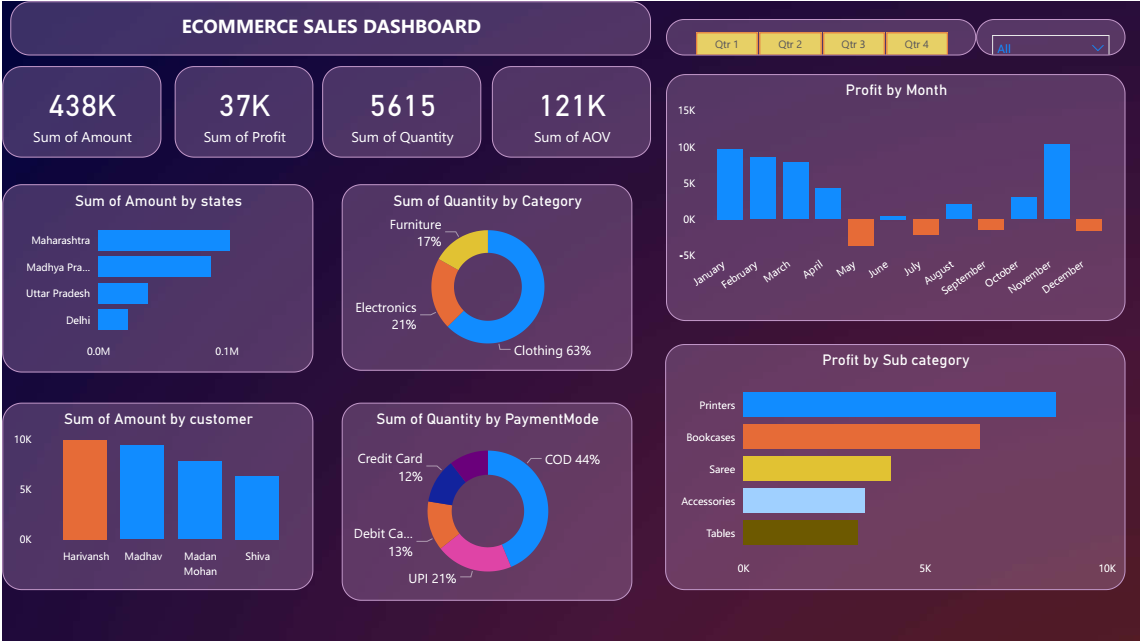 ECOMMERCE SALES DASHBOARD
Qtr 1 Qtr 2 Qtr 3 Qtr 4
All
438K
Sum of Amount
37K
Sum of Profit
5615
Sum of Quantity
121K
Sum of AOV
Profit by Month
15K
10K
5K
0K
-5K
January February March April May June July August September October November December
Sum of Amount by states
Maharashtra
Madhya Pra...
Uttar Pradesh
Delhi
0.0M 0.1M
Sum of Quantity by Category
Furniture
17%
Electronics
21%
Clothing 63%
Profit by Sub category
Printers
Bookcases
Saree
Accessories
Tables
0K 5K 10K
Sum of Amount by customer
10K
5K
0K
Harivansh Madhav Madan Shiva
Mohan
Sum of Quantity by PaymentMode
Credit Card
12%
COD 44%
Debit Ca...
13%
UPI 21%